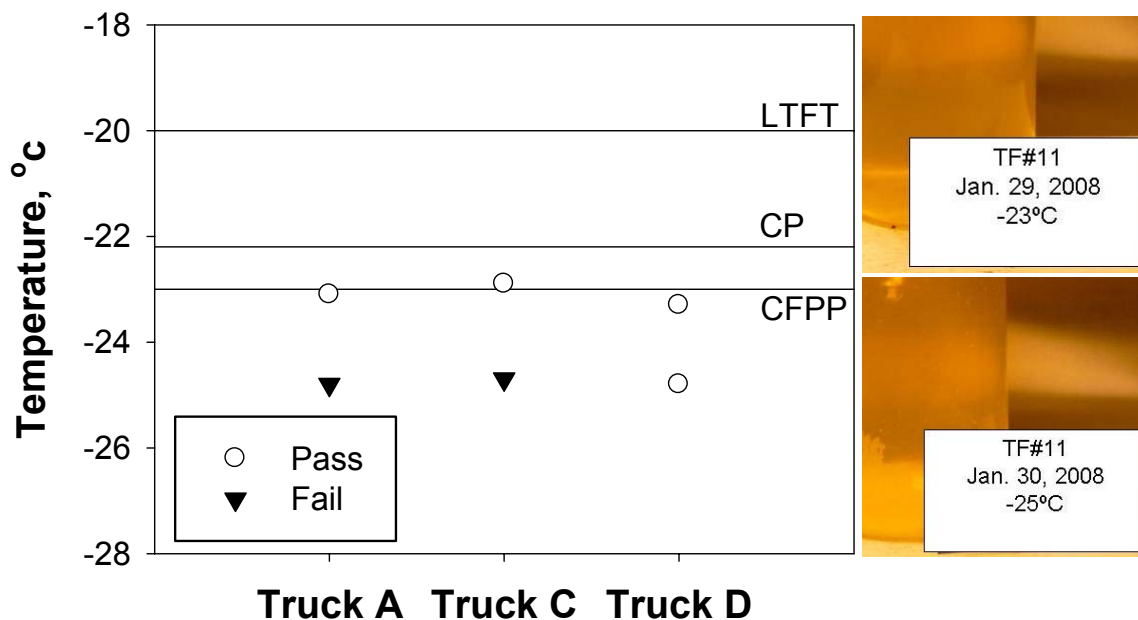 Temperature, ºc
-18
-20
-22
-24
-26
-28
LTFT
CP
CFPP
Pass
Fail
Truck A Truck C Truck D
TF#11
Jan. 29, 2008
-23ºC
TF#11
Jan. 30, 2008
-25ºC